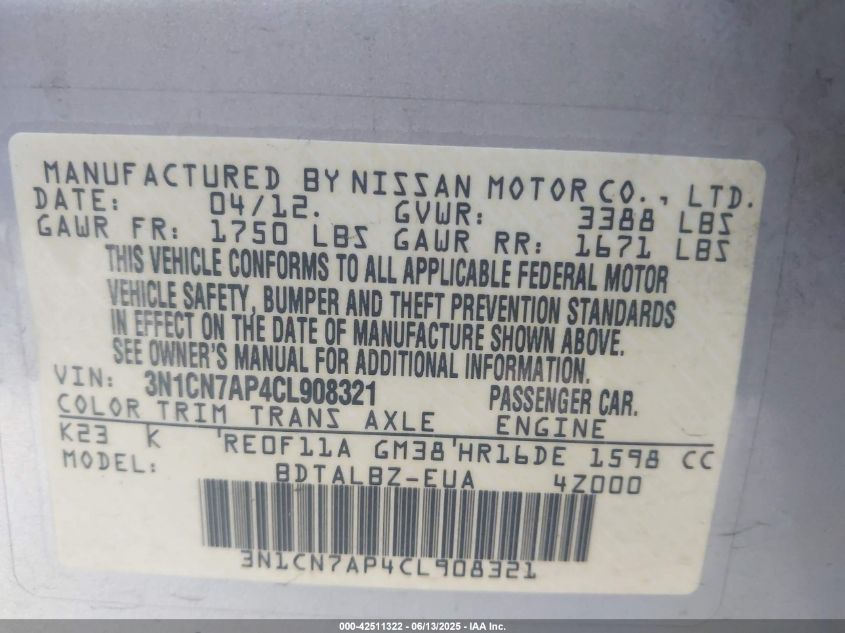 MANUFACTURED BY NISSAN MOTOR CO., LTD.
DATE: 04/12. GVWR: 3388 LBS
GAWR FR: 1750 LBS GAWR RR: 1671 LBS
THIS VEHICLE CONFORMS TO ALL APPLICABLE FEDERAL MOTOR
VEHICLE SAFETY, BUMPER AND THEFT PREVENTION STANDARDS
IN EFFECT ON THE DATE OF MANUFACTURE SHOWN ABOVE.
SEE OWNER'S MANUAL FOR ADDITIONAL INFORMATION.
VIN: 3N1CN7AP4CL908321 PASSENGER CAR.
COLOR TRIM TRANS AXLE ENGINE
K23 K 'RE0F11A GM38'HR16DE 1598 CC
MODEL: BDTALBZ-EUA 4Z000
3N1CN7AP4CL908321
000-42511322 - 06/13/2025 - IAA Inc.